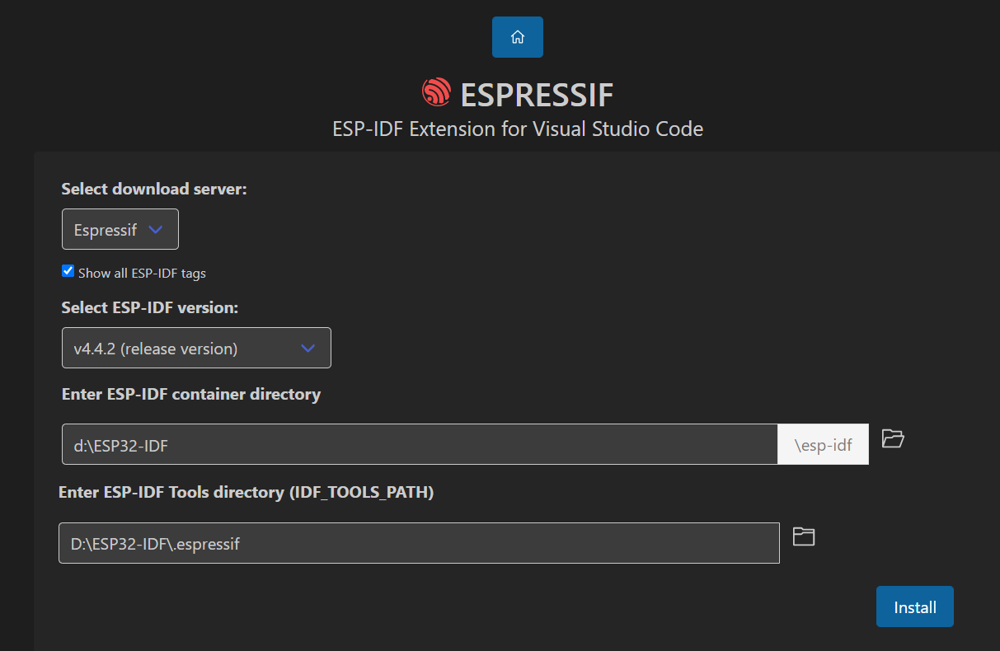 ESPRESSIF
ESP-IDF Extension for Visual Studio Code
Select download server:
Espressif
Show all ESP-IDF tags
Select ESP-IDF version:
v4.4.2 (release version)
Enter ESP-IDF container directory
d:\ESP32-IDF \esp-idf
Enter ESP-IDF Tools directory (IDF_TOOLS_PATH)
D:\ESP32-IDF\.espressif
Install